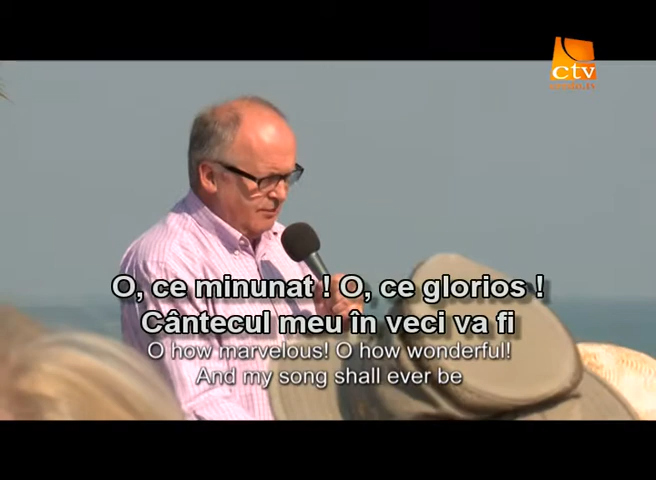 ctv
O, ce minunat ! O, ce glorios !
Cântecul meu în veci va fi
O how marvelous! O how wonderful!
And my song shall ever be